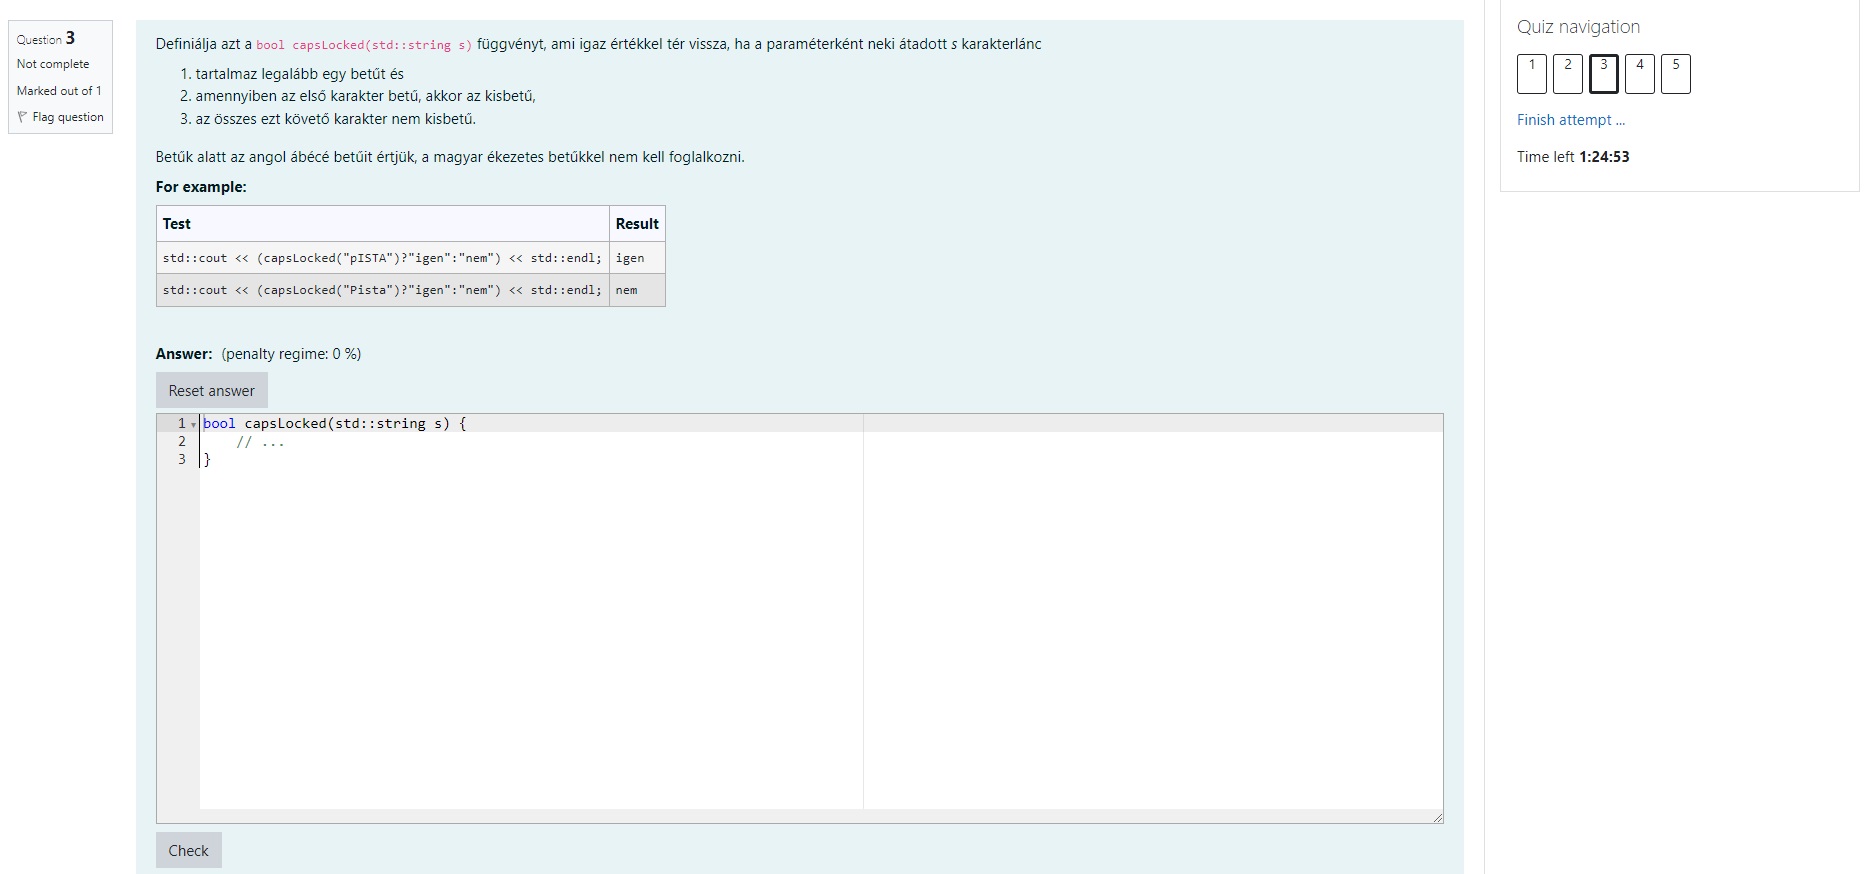 Question 3
Not complete
Marked out of 1
Flag question
Definiálja azt a bool capsLocked(std::string s) függvényt, ami igaz értékkel tér vissza, ha a paraméterként neki átadott s karakterlánc
1. tartalmaz legalább egy betűt és
2. amennyiben az első karakter betű, akkor az kisbetű,
3. az összes ezt követő karakter nem kisbetű.
Betűk alatt az angol ábécé betűit értjük, a magyar ékezetes betűkkel nem kell foglalkozni.
For example:
Test Result
std::cout << (capsLocked("pISTA")?"igen":"nem") << std::endl; igen
std::cout << (capsLocked("Pista")?"igen":"nem") << std::endl; nem
Answer: (penalty regime: 0 %)
Reset answer
1 bool capsLocked(std::string s) {
2 // ...
3 }
Check
Quiz navigation
1 2 3 4 5
Finish attempt ...
Time left 1:24:53